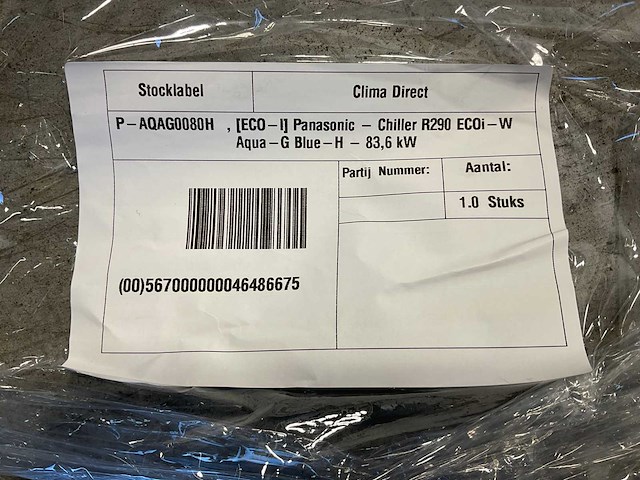 Stocklabel
Clima Direct
P-AQAG0080H , [ECO-I] Panasonic - Chiller R290 ECOi-W
Aqua-G Blue-H - 83,6 kW
Partij Nummer:
Aantal:
1.0 Stuks
(00)567000000046486675